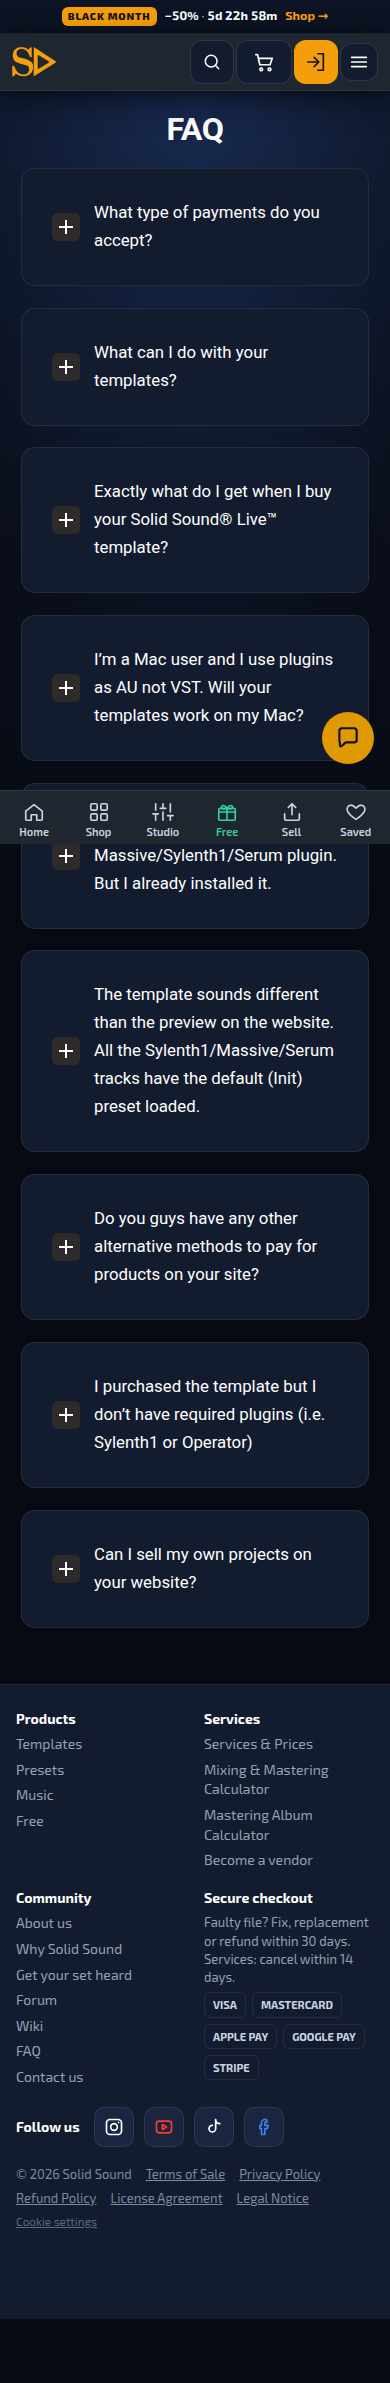 BLACK MONTH −50% · 5d 22h 58m Shop →
FAQ
What type of payments do you
accept?
What can I do with your
templates?
Exactly what do I get when I buy
your Solid Sound® Live™
template?
I’m a Mac user and I use plugins
as AU not VST. Will your
templates work on my Mac?
Home Shop Studio Free Sell Saved
Massive/Sylenth1/Serum plugin.
But I already installed it.
The template sounds different
than the preview on the website.
All the Sylenth1/Massive/Serum
tracks have the default (Init)
preset loaded.
Do you guys have any other
alternative methods to pay for
products on your site?
I purchased the template but I
don’t have required plugins (i.e.
Sylenth1 or Operator)
Can I sell my own projects on
your website?
Products
Templates
Presets
Music
Free
Services
Services & Prices
Mixing & Mastering
Calculator
Mastering Album
Calculator
Become a vendor
Community
About us
Why Solid Sound
Get your set heard
Forum
Wiki
FAQ
Contact us
Secure checkout
Faulty file? Fix, replacement
or refund within 30 days.
Services: cancel within 14
days.
VISA MASTERCARD
APPLE PAY GOOGLE PAY
STRIPE
Follow us
© 2026 Solid Sound Terms of Sale Privacy Policy
Refund Policy License Agreement Legal Notice
Cookie settings